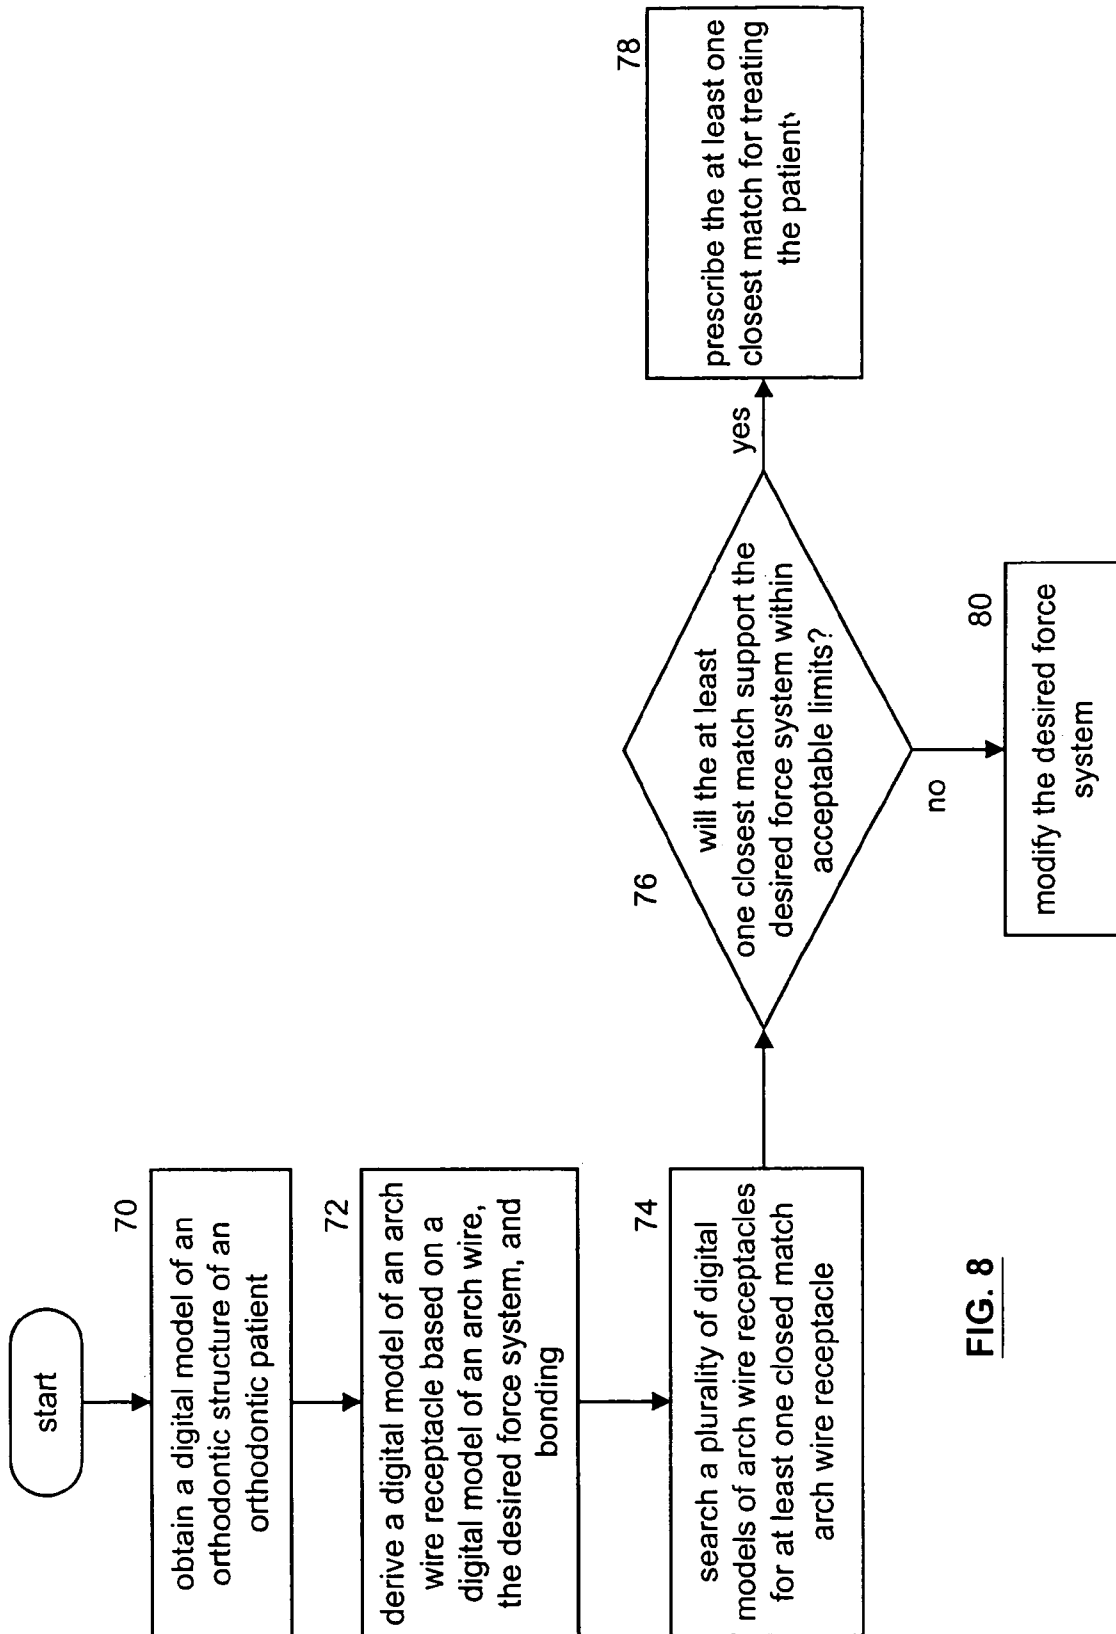 start
70
obtain a digital model of an
orthodontic structure of an
orthodontic patient
72
derive a digital model of an arch
wire receptacle based on a
digital model of an arch wire,
the desired force system, and
bonding
74
search a plurality of digital
models of arch wire receptacles
for at least one closed match
arch wire receptacle
76
will the at least
one closest match support the
desired force system within
acceptable limits?
yes
78
prescribe the at least one
closest match for treating
the patient
no
80
modify the desired force
system
FIG. 8